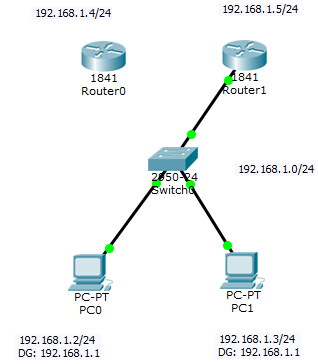 192.168.1.4/24
192.168.1.5/24
1841
Router0
1841
Router1
2950-24
Switch0
192.168.1.0/24
PC-PT
PC0
PC-PT
PC1
192.168.1.2/24
DG: 192.168.1.1
192.168.1.3/24
DG: 192.168.1.1